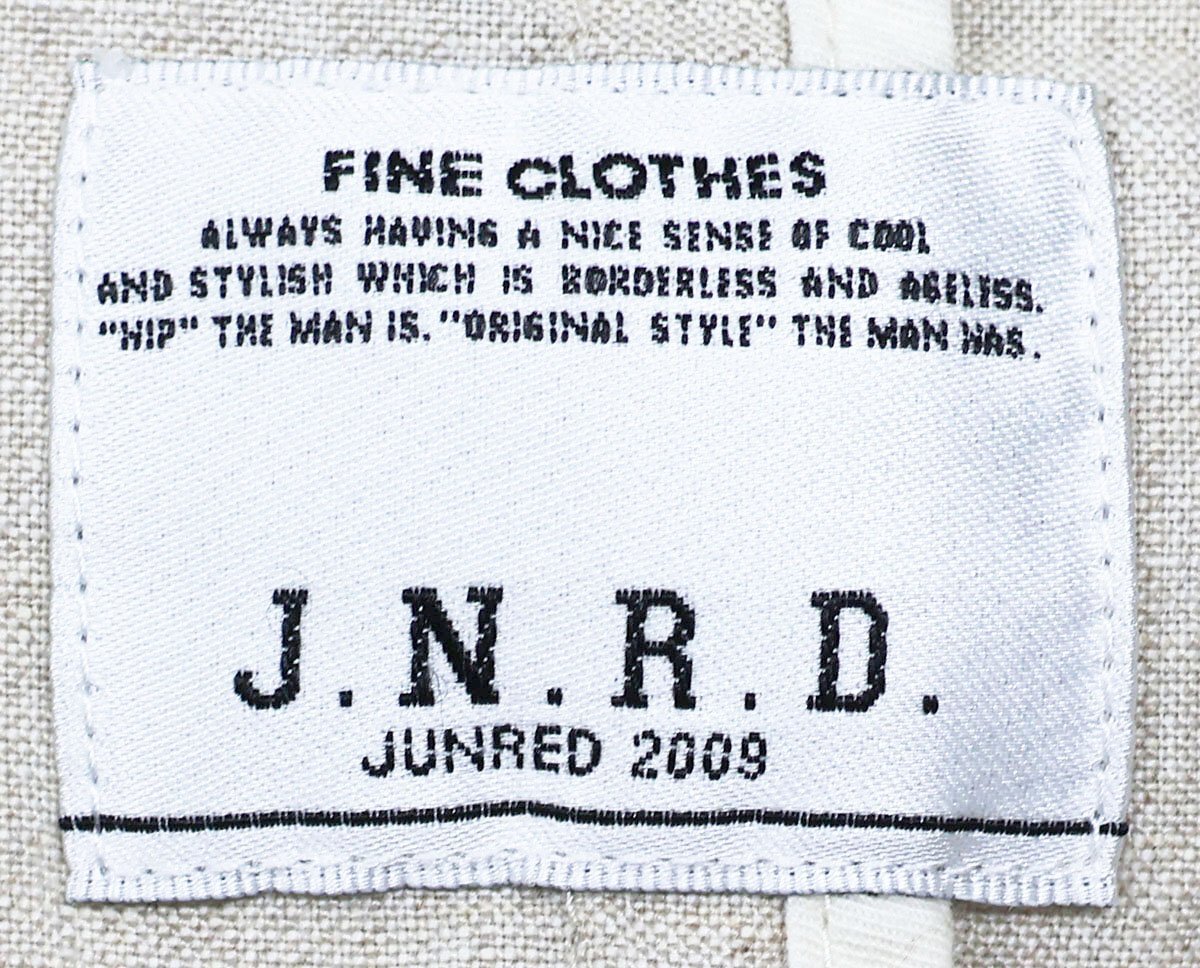 FINE CLOTHES
ALWAYS HAVING A NICE SENSE OF COOL
AND STYLISH WHICH IS BORDERLESS AND AGELESS.
"HIP" THE MAN IS. "ORIGINAL STYLE" THE MAN HAS.
J.N.R.D.
JUNRED 2009